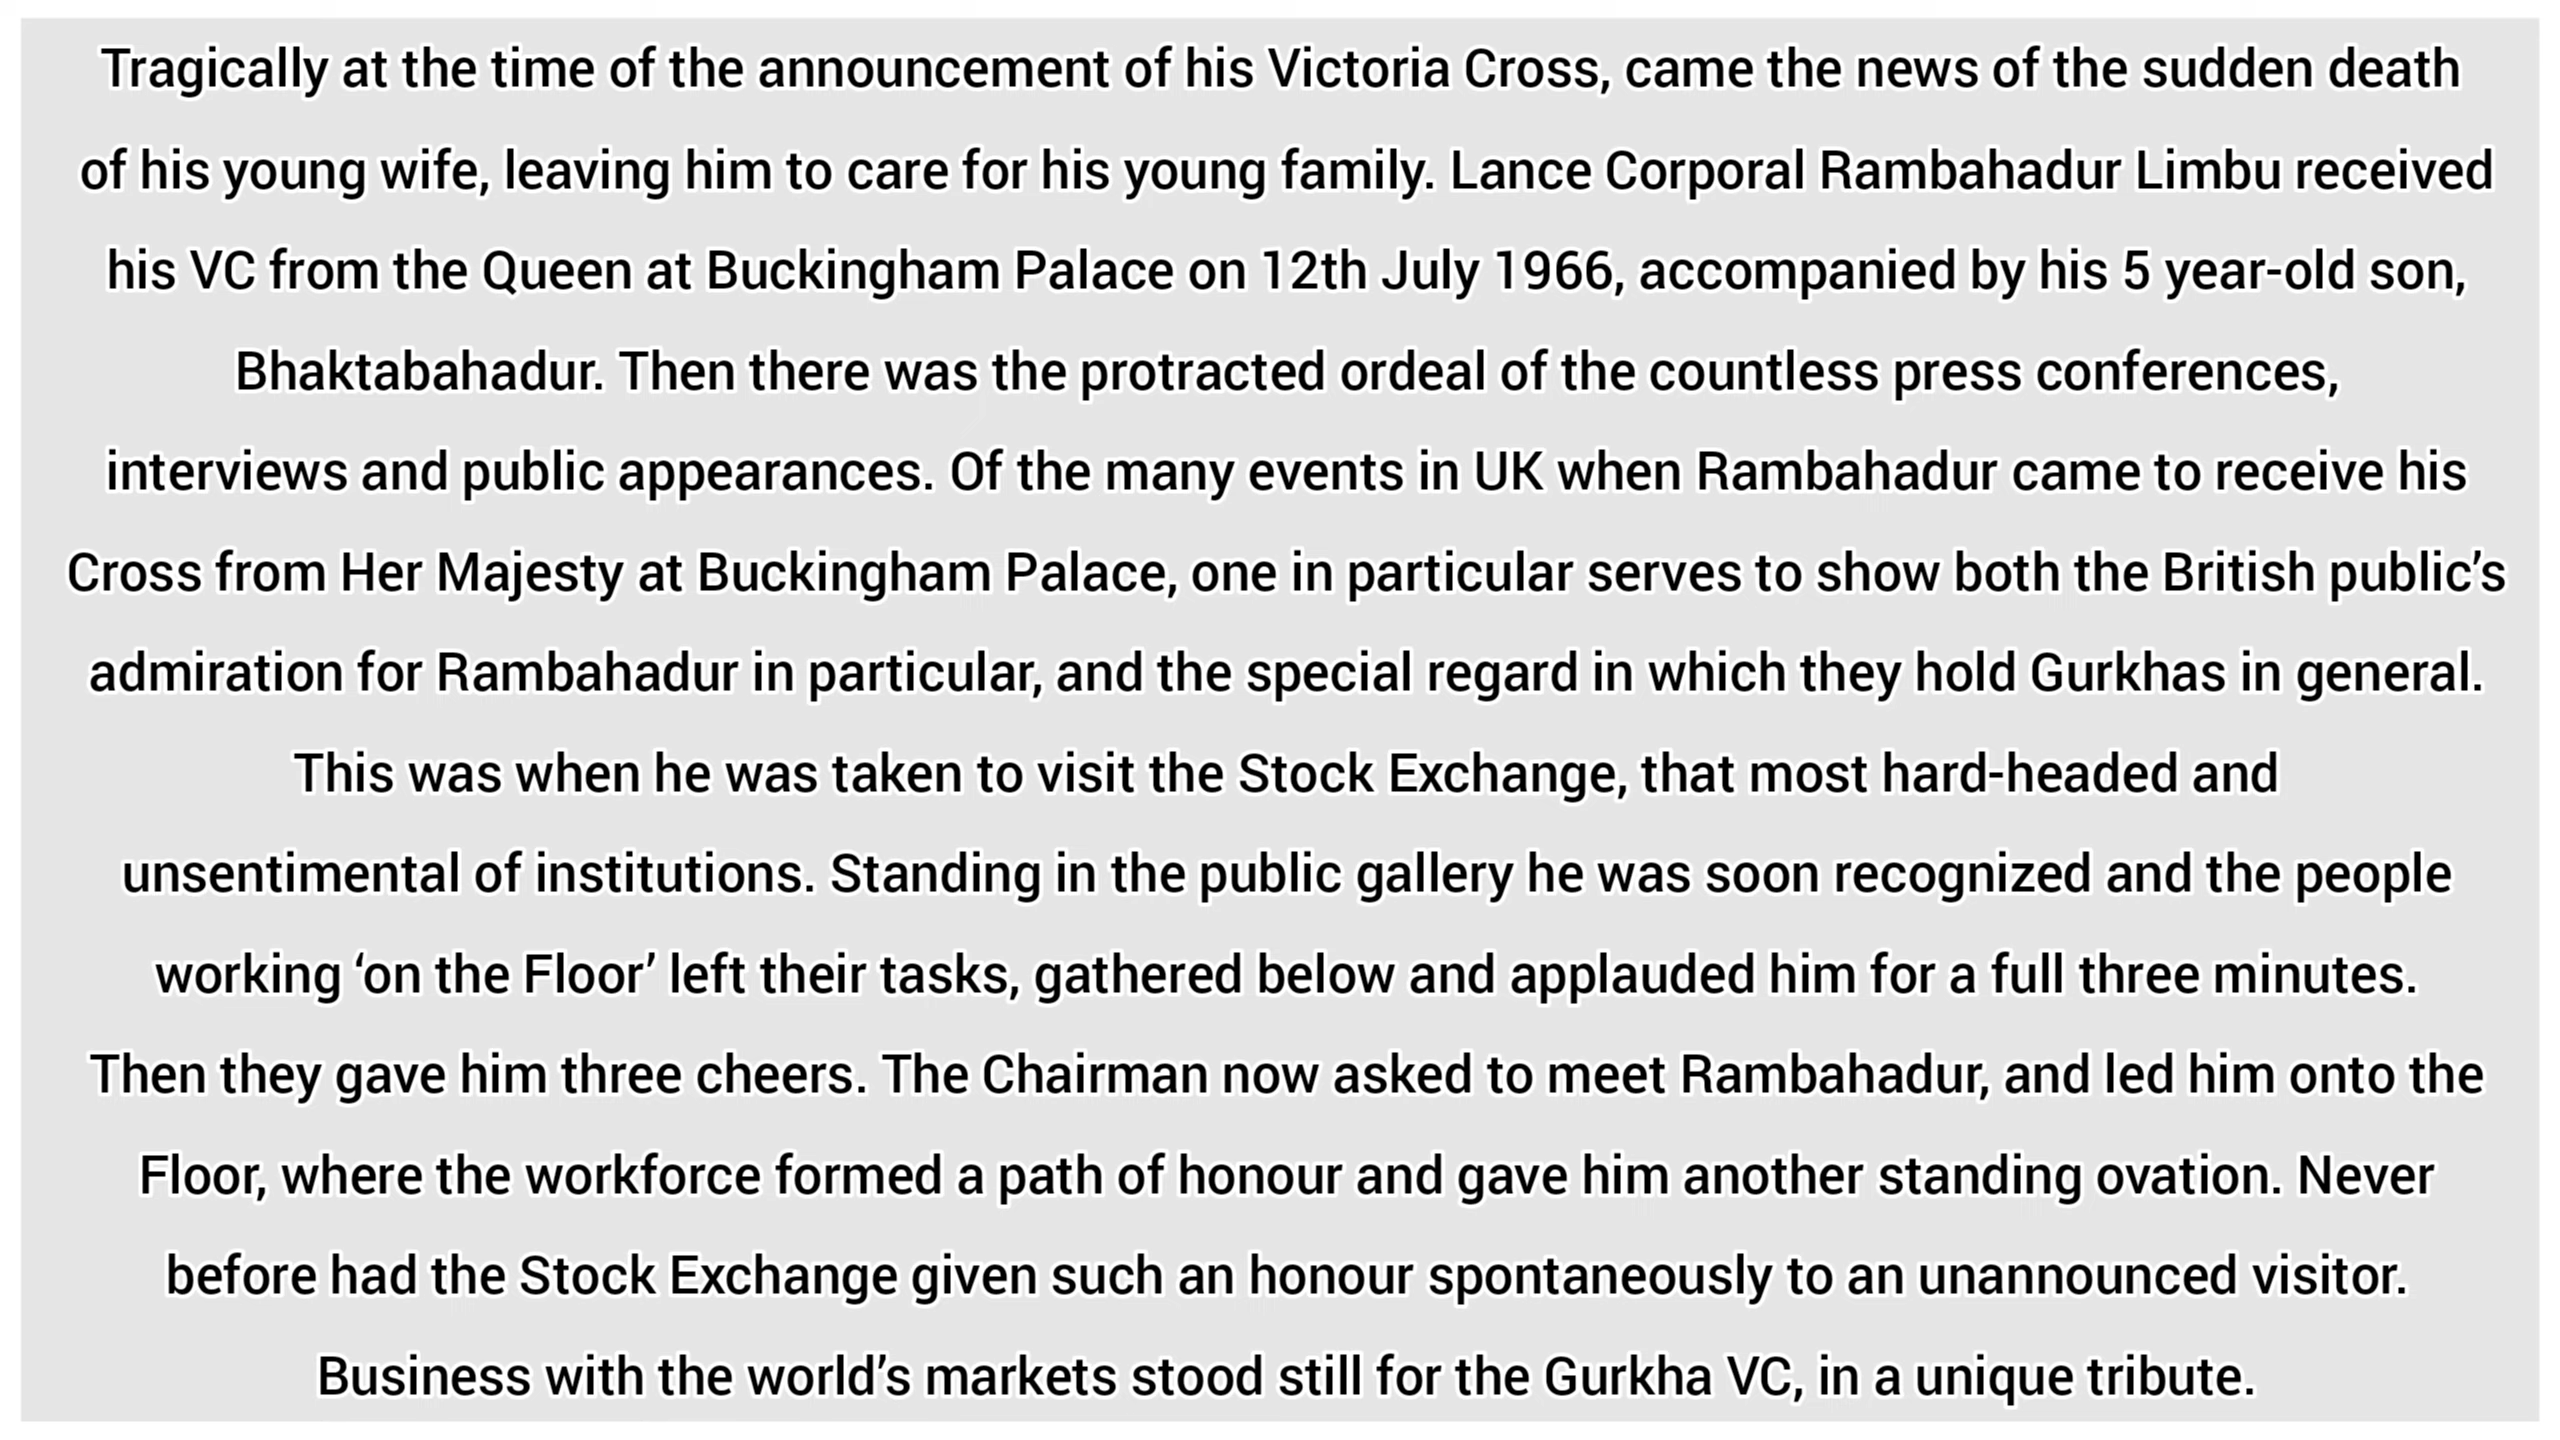 Tragically at the time of the announcement of his Victoria Cross, came the news of the sudden death
of his young wife, leaving him to care for his young family. Lance Corporal Rambahadur Limbu received
his VC from the Queen at Buckingham Palace on 12th July 1966, accompanied by his 5 year-old son,
Bhaktabahadur. Then there was the protracted ordeal of the countless press conferences,
interviews and public appearances. Of the many events in UK when Rambahadur came to receive his
Cross from Her Majesty at Buckingham Palace, one in particular serves to show both the British public’s
admiration for Rambahadur in particular, and the special regard in which they hold Gurkhas in general.
This was when he was taken to visit the Stock Exchange, that most hard-headed and
unsentimental of institutions. Standing in the public gallery he was soon recognized and the people
working ‘on the Floor’ left their tasks, gathered below and applauded him for a full three minutes.
Then they gave him three cheers. The Chairman now asked to meet Rambahadur, and led him onto the
Floor, where the workforce formed a path of honour and gave him another standing ovation. Never
before had the Stock Exchange given such an honour spontaneously to an unannounced visitor.
Business with the world’s markets stood still for the Gurkha VC, in a unique tribute.